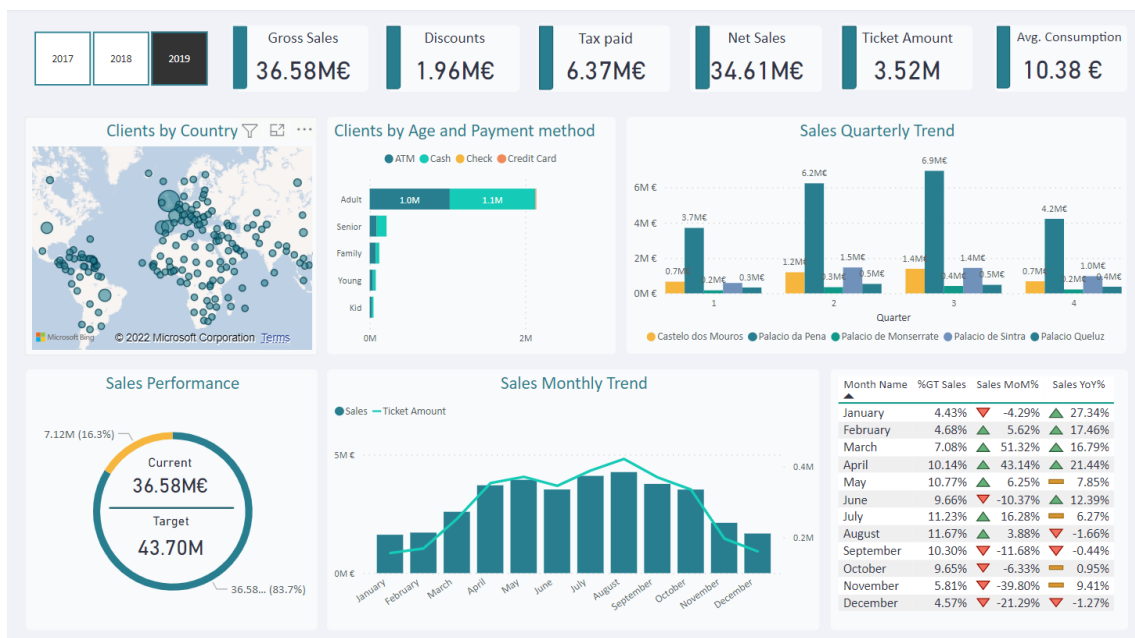 2017 2018 2019
Gross Sales
36.58M€
Discounts
1.96M€
Tax paid
6.37M€
Net Sales
34.61M€
Ticket Amount
3.52M
Avg. Consumption
10.38 €
Clients by Country
Microsoft Bing
© 2022 Microsoft Corporation Terms
Clients by Age and Payment method
ATM Cash Check Credit Card
Adult 1.0M 1.1M
Senior
Family
Young
Kid
0M 2M
Sales Quarterly Trend
6M €
4M €
2M €
0M €
0.7M€ 3.7M€ 0.2M€ 0.3M€
1.2M€ 6.2M€ 0.3M€ 1.5M€ 0.5M€
1.4M€ 6.9M€ 0.4M€ 1.4M€ 0.5M€
0.7M€ 4.2M€ 0.2M€ 1.0M€ 0.4M€
1 2 3 4
Quarter
Castelo dos Mouros Palacio da Pena Palacio de Monserrate Palacio de Sintra Palacio Queluz
Sales Performance
7.12M (16.3%)
Current
36.58M€
Target
43.70M
36.58... (83.7%)
Sales Monthly Trend
Sales Ticket Amount
5M €
0M €
0.4M
0.2M
January February March April May June July August September October November December
Month Name %GT Sales Sales MoM% Sales YoY%
January 4.43% -4.29% 27.34%
February 4.68% 5.62% 17.46%
March 7.08% 51.32% 16.79%
April 10.14% 43.14% 21.44%
May 10.77% 6.25% 7.85%
June 9.66% -10.37% 12.39%
July 11.23% 16.28% 6.27%
August 11.67% 3.88% -1.66%
September 10.30% -11.68% -0.44%
October 9.65% -6.33% 0.95%
November 5.81% -39.80% 9.41%
December 4.57% -21.29% -1.27%